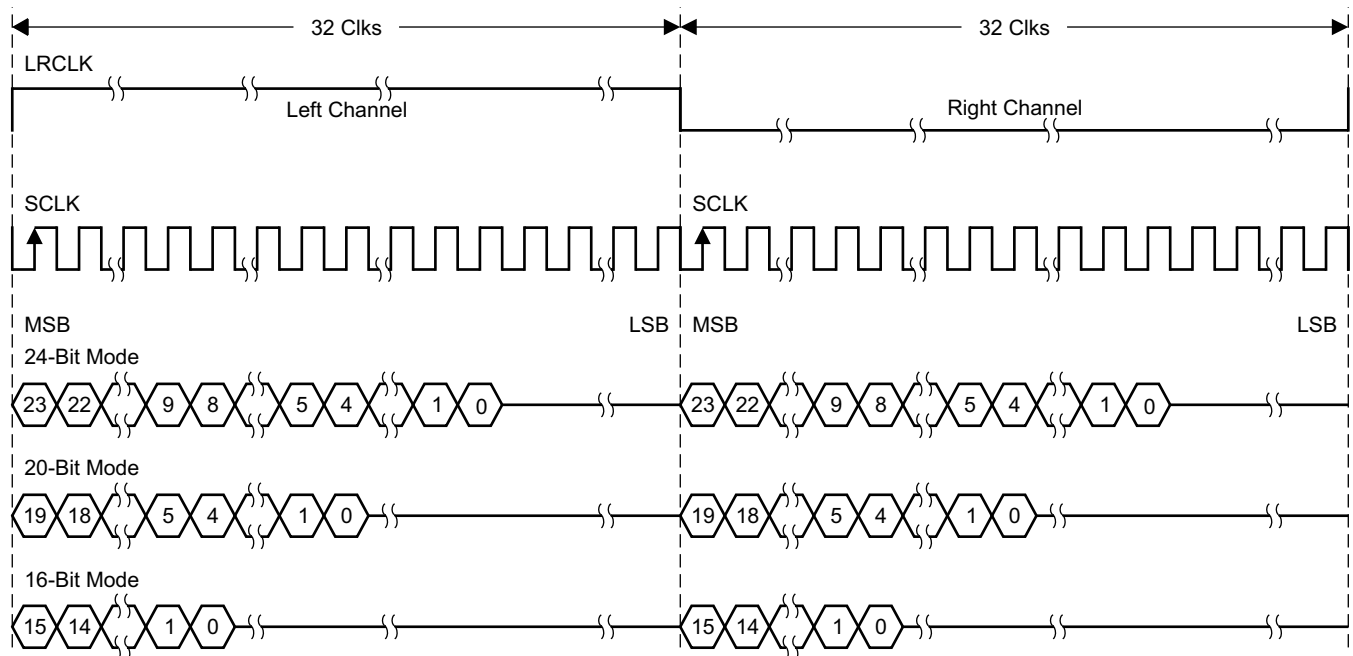 32 Clks 32 Clks
LRCLK
Left Channel Right Channel
SCLK SCLK
MSB LSB MSB LSB
24-Bit Mode
23 22 9 8 5 4 1 0 23 22 9 8 5 4 1 0
20-Bit Mode
19 18 5 4 1 0 19 18 5 4 1 0
16-Bit Mode
15 14 1 0 15 14 1 0